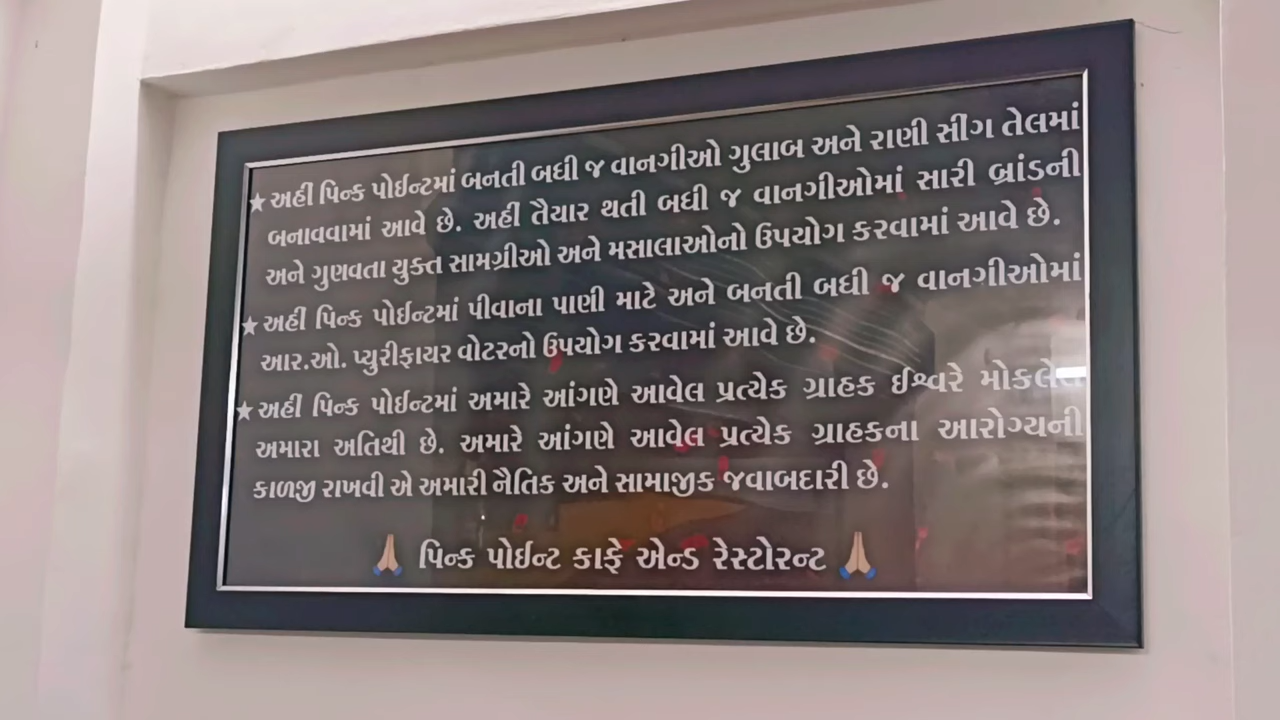 ★ અહીં પિન્ક પોઈન્ટમાં બનતી બધી જ વાનગીઓ ગુલાબ અને રાણી સીંગ તેલમાં
બનાવવામાં આવે છે. અહીં તૈયાર થતી બધી જ વાનગીઓમાં સારી બ્રાંડની
અને ગુણવતા યુક્ત સામગ્રીઓ અને મસાલાઓનો ઉપયોગ કરવામાં આવે છે.
★ અહીં પિન્ક પોઈન્ટમાં પીવાના પાણી માટે અને બનતી બધી જ વાનગીઓમાં
આર.ઓ. પ્યુરીફાયર વોટરનો ઉપયોગ કરવામાં આવે છે.
★ અહીં પિન્ક પોઈન્ટમાં અમારે આંગણે આવેલ પ્રત્યેક ગ્રાહક ઈશ્વરે મોકલેલ
અમારા અતિથી છે. અમારે આંગણે આવેલ પ્રત્યેક ગ્રાહકના આરોગ્યની
કાળજી રાખવી એ અમારી નૈતિક અને સામાજીક જવાબદારી છે.
🙏 પિન્ક પોઈન્ટ કાફે એન્ડ રેસ્ટોરન્ટ 🙏